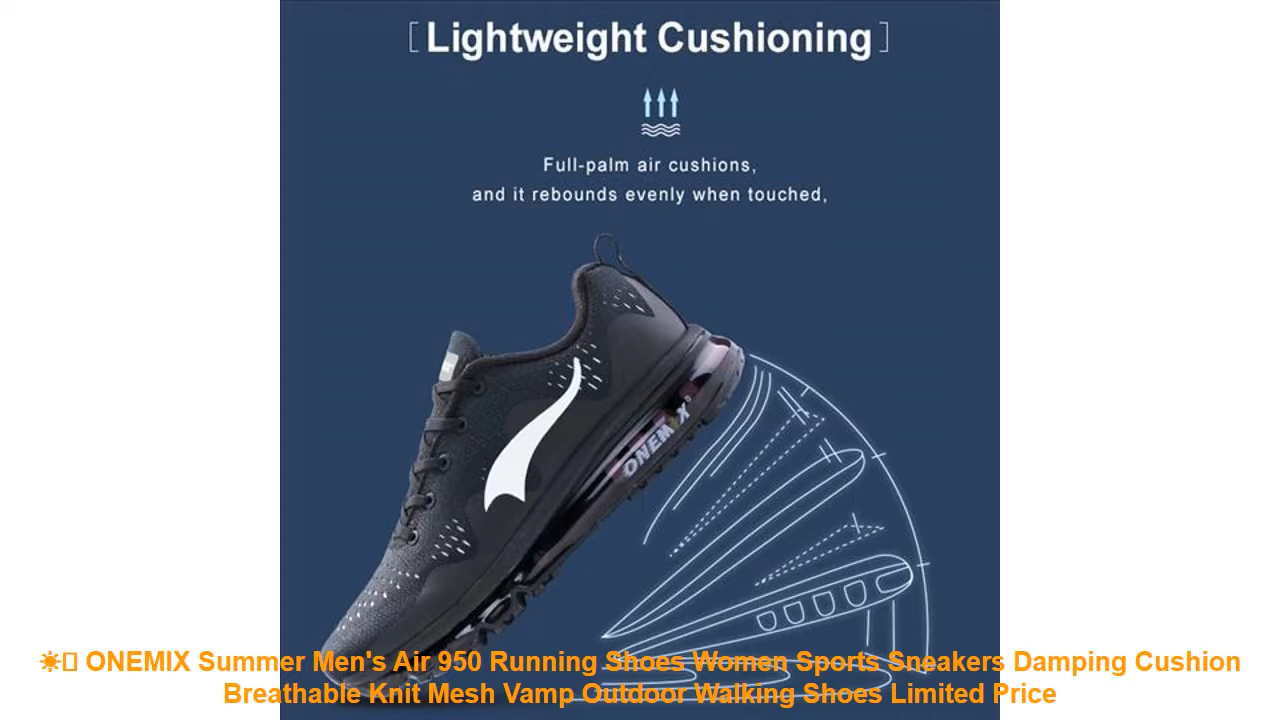 [Lightweight Cushioning]
Full-palm air cushions,
and it rebounds evenly when touched,
ONEMIX
☀️ ONEMIX Summer Men's Air 950 Running Shoes Women Sports Sneakers Damping Cushion
Breathable Knit Mesh Vamp Outdoor Walking Shoes Limited Price